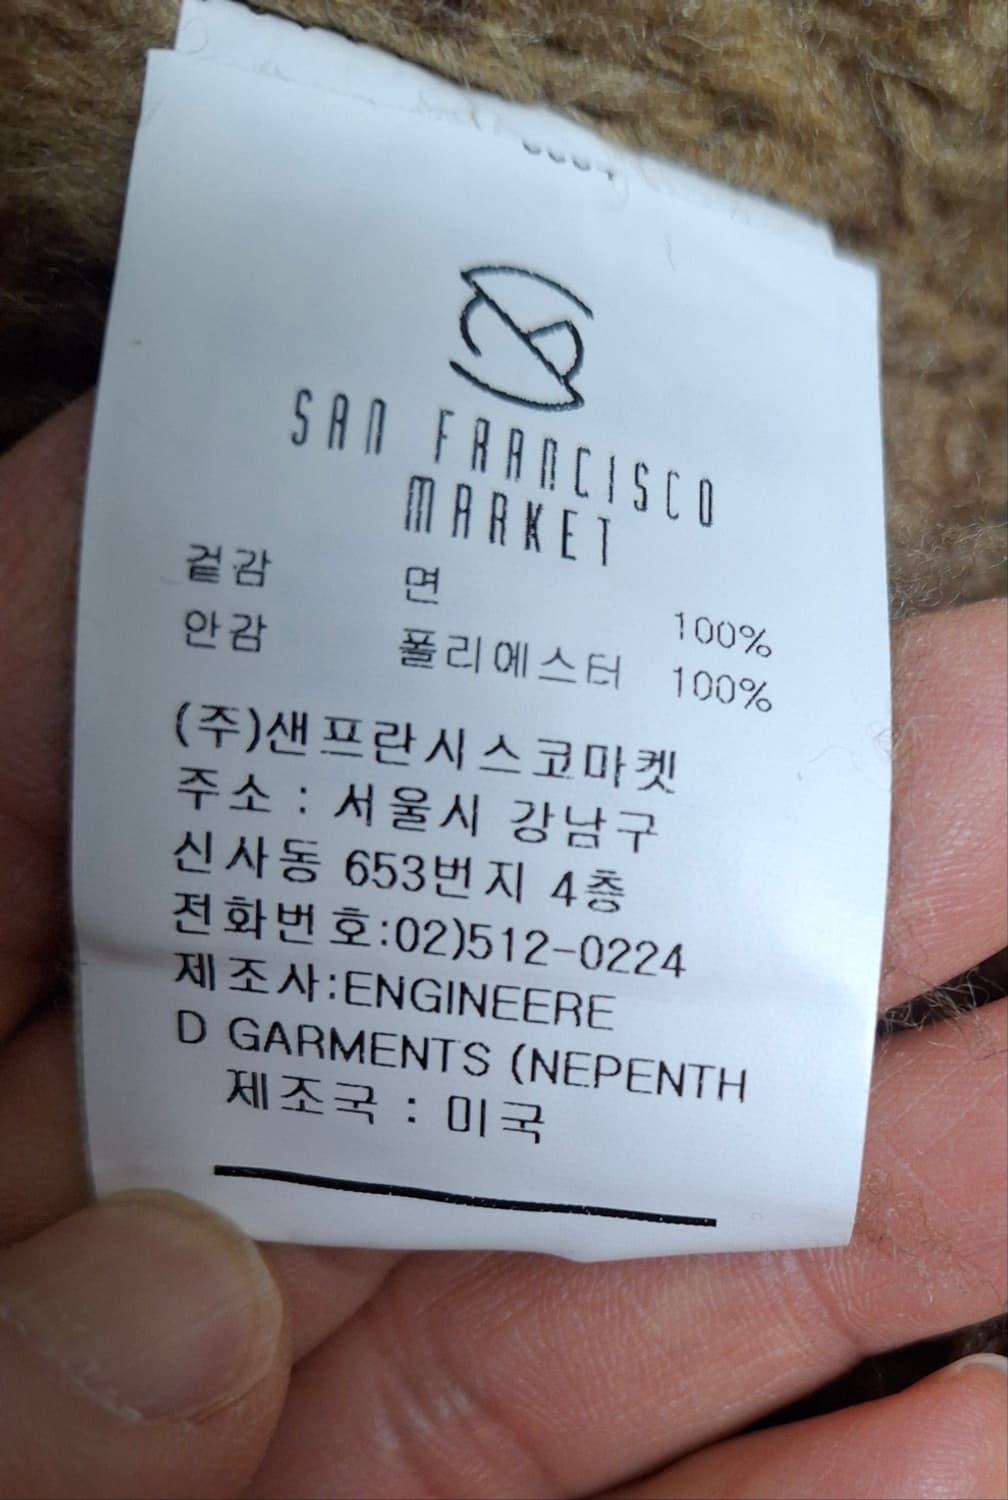 SAN FRANCISCO
MARKET
겉감 면 100%
안감 폴리에스터 100%
(주)샌프란시스코마켓
주소 : 서울시 강남구
신사동 653번지 4층
전화번호:02)512-0224
제조사:ENGINEERE
D GARMENTS (NEPENTH
제조국 : 미국